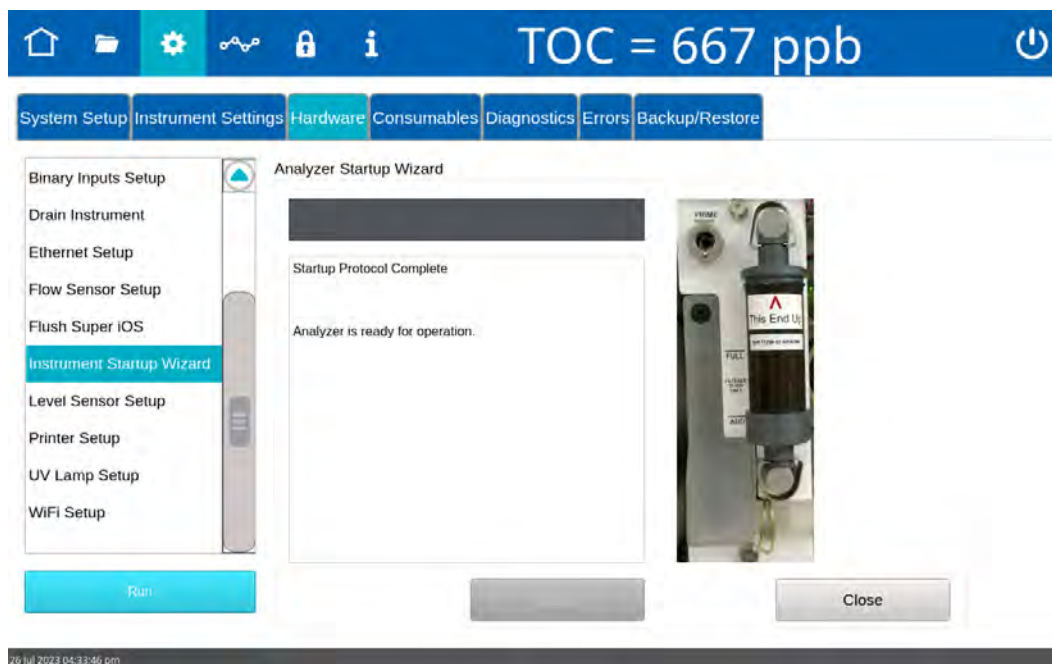 TOC = 667 ppb
System Setup Instrument Settings Hardware Consumables Diagnostics Errors Backup/Restore
Binary Inputs Setup
Drain Instrument
Ethernet Setup
Flow Sensor Setup
Flush Super iOS
Instrument Startup Wizard
Level Sensor Setup
Printer Setup
UV Lamp Setup
WiFi Setup
Run
Analyzer Startup Wizard
Startup Protocol Complete
Analyzer is ready for operation.
PRIME
This End Up
FULL
ADD
Close
26 Jul 2023 04:33:46 pm